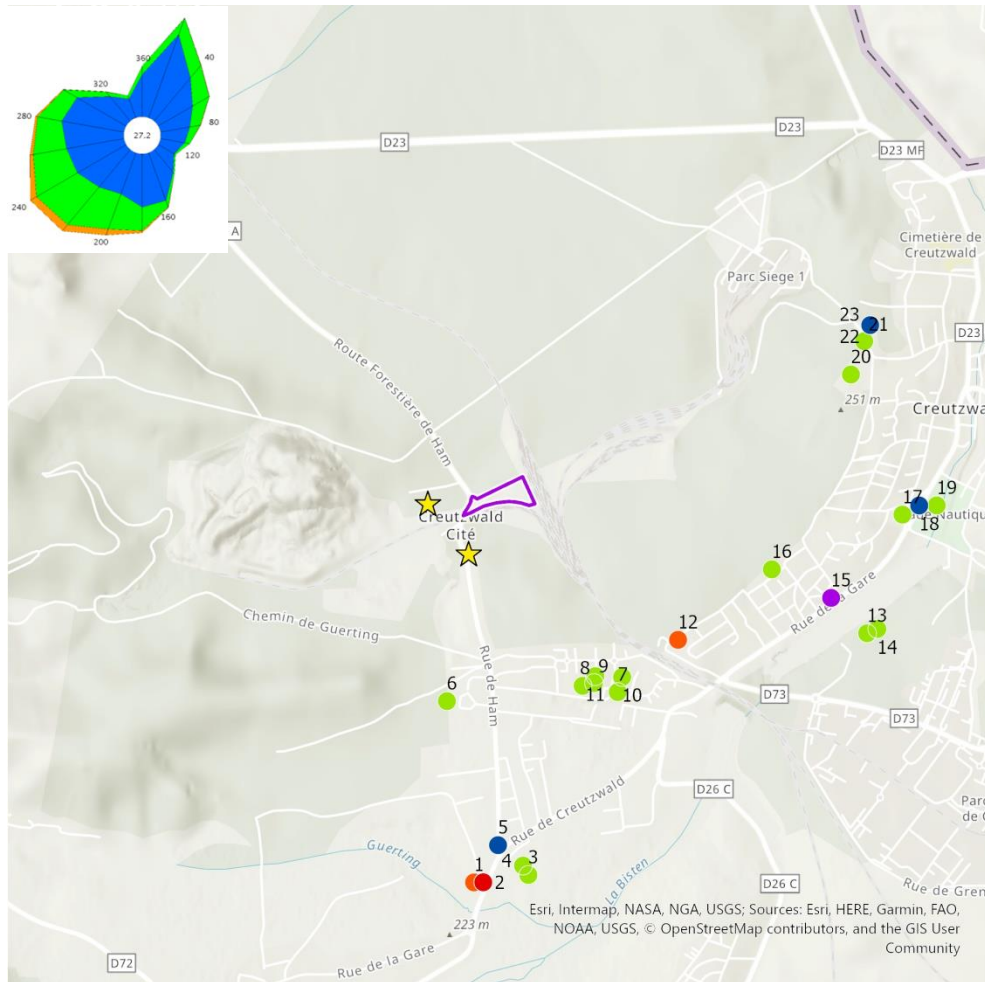 360
40
320
80
280
27.2
120
240
160
200
D23
D23
D23 MF
A
Cimetière de
Creutzwald
Parc Siege 1
23
21
D23
22
20
Route Forestière de Ham
251 m
Creutzwa
17
19
Nautiqu
18
Creutzwald
Cité
16
15
Rue de la Gare
Chemin de Guerting
13
12
14
8
9
7
6
11
10
Rue de Ham
D73
D73
D26 C
Rue de Creutzwald
Parc
de C
5
Guerting
1
4
3
2
La Bisten
D26 C
Rue de Gren
223 m
Esri, Intermap, NASA, NGA, USGS; Sources: Esri, HERE, Garmin, FAO,
NOAA, USGS, © OpenStreetMap contributors, and the GIS User
Community
D72
Rue de la Gare